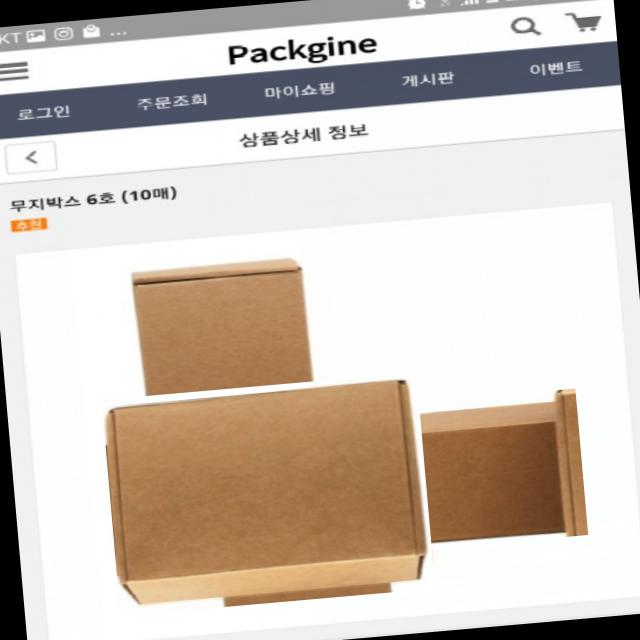 KT ...
Packgine
로그인 주문조회 마이쇼핑 게시판 이벤트
<
상품상세 정보
무지박스 6호 (10매)
추천